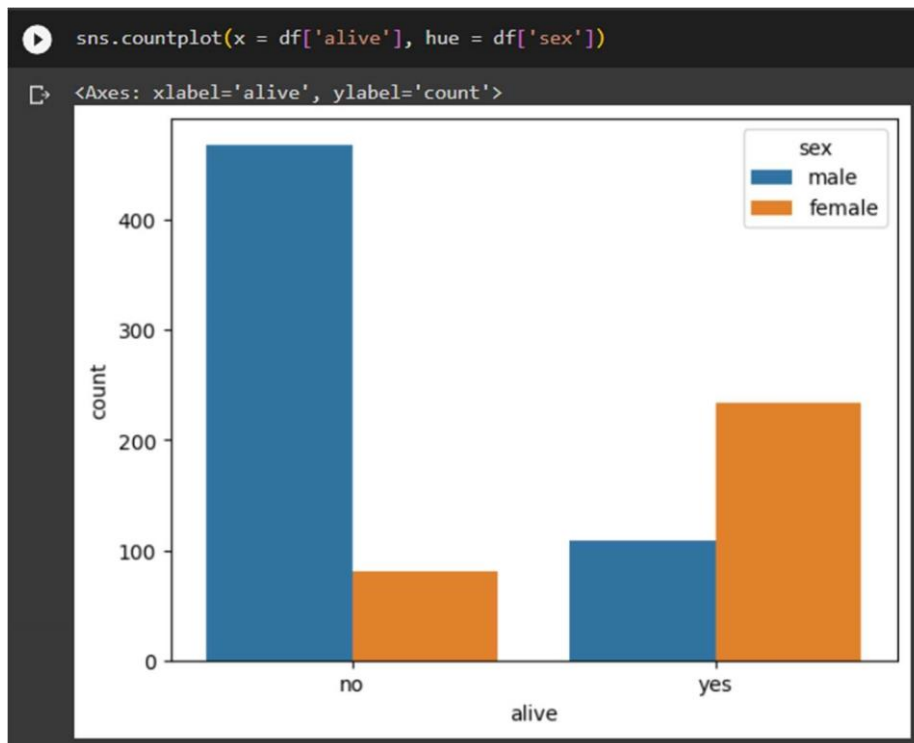 sns.countplot(x = df['alive'], hue = df['sex'])
<Axes: xlabel='alive', ylabel='count'>
sex
male
female
400
300
200
100
0
count
no yes
alive